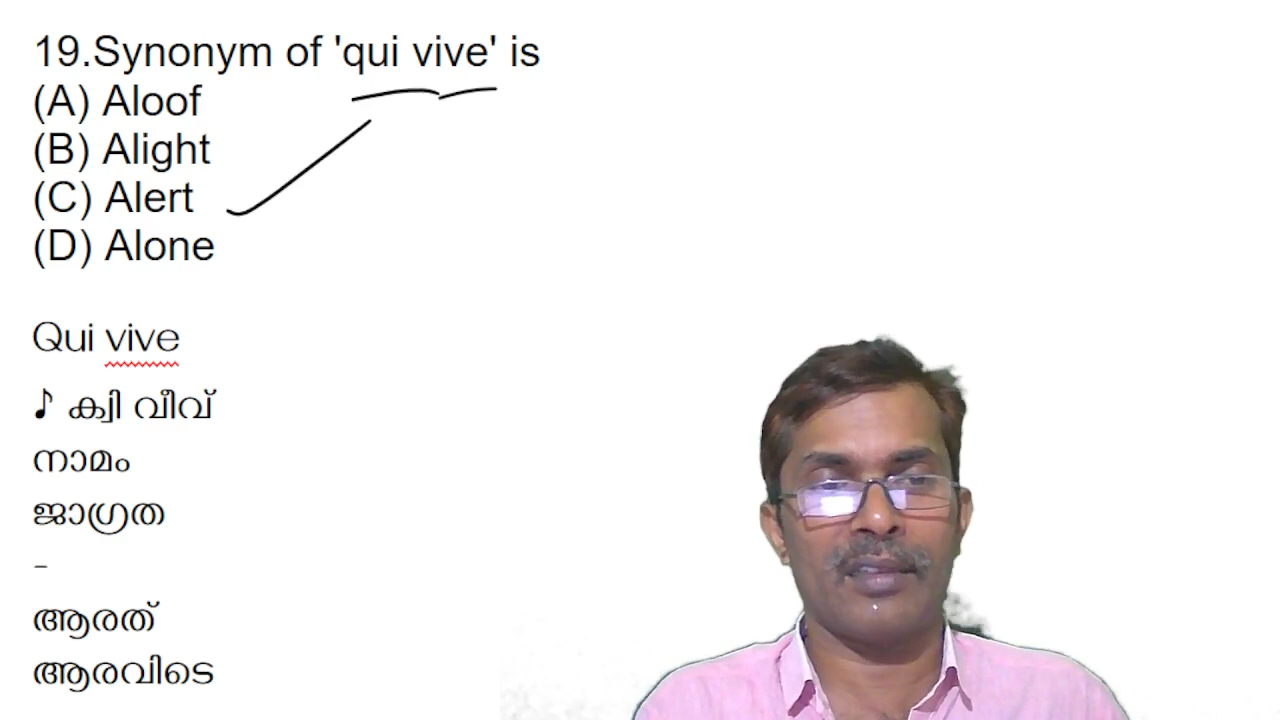 19.Synonym of 'qui vive' is
(A) Aloof
(B) Alight
(C) Alert
(D) Alone
Qui vive
♪ ക്വി വീവ്
നാമം
ജാഗ്രത
-
ആരത്
ആരവിടെ